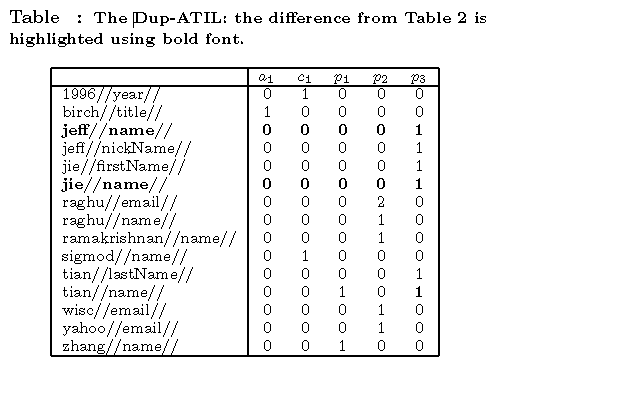 Table : The Dup-ATIL: the difference from Table 2 is
highlighted using bold font.
a1 c1 p1 p2 p3
1996//year// 0 1 0 0 0
birch//title// 1 0 0 0 0
jeff//name// 0 0 0 0 1
jeff//nickName// 0 0 0 0 1
jie//firstName// 0 0 0 0 1
jie//name// 0 0 0 0 1
raghu//email// 0 0 0 2 0
raghu//name// 0 0 0 1 0
ramakrishnan//name// 0 0 0 1 0
sigmod//name// 0 1 0 0 0
tian//lastName// 0 0 0 0 1
tian//name// 0 0 1 0 1
wisc//email// 0 0 0 1 0
yahoo//email// 0 0 0 1 0
zhang//name// 0 0 1 0 0